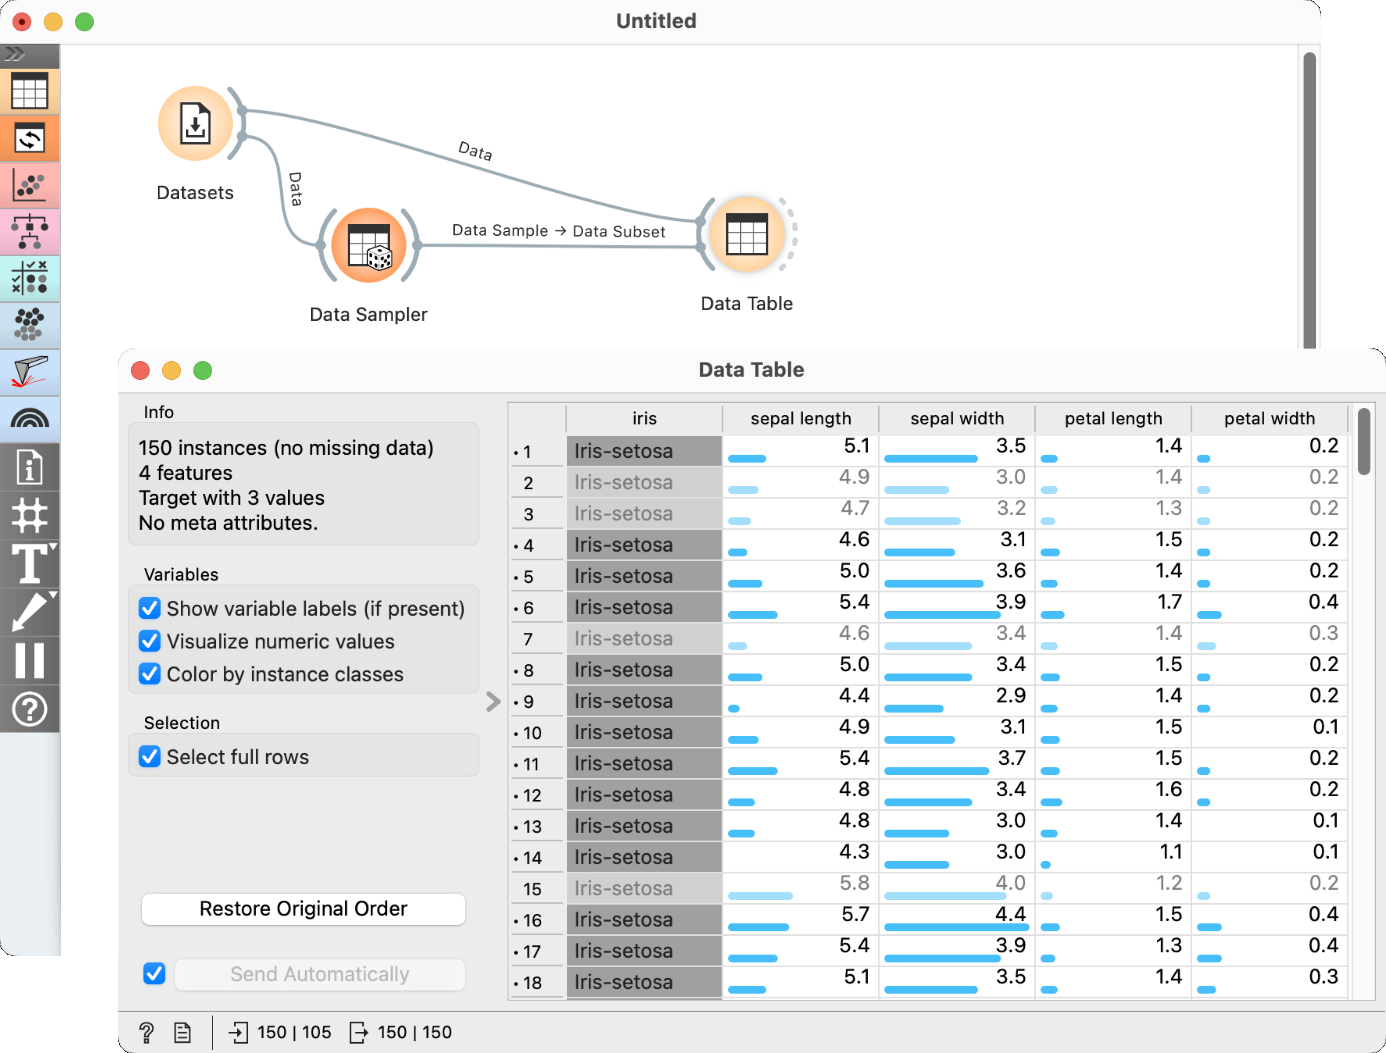 Untitled
Data
Data
Datasets
Data Sample → Data Subset
Data Sampler
Data Table
Data Table
Info
150 instances (no missing data)
4 features
Target with 3 values
No meta attributes.
Variables
Show variable labels (if present)
Visualize numeric values
Color by instance classes
Selection
Select full rows
Restore Original Order
Send Automatically
iris sepal length sepal width petal length petal width
• 1 Iris-setosa 5.1 3.5 1.4 0.2
2 Iris-setosa 4.9 3.0 1.4 0.2
3 Iris-setosa 4.7 3.2 1.3 0.2
• 4 Iris-setosa 4.6 3.1 1.5 0.2
• 5 Iris-setosa 5.0 3.6 1.4 0.2
• 6 Iris-setosa 5.4 3.9 1.7 0.4
7 Iris-setosa 4.6 3.4 1.4 0.3
• 8 Iris-setosa 5.0 3.4 1.5 0.2
• 9 Iris-setosa 4.4 2.9 1.4 0.2
• 10 Iris-setosa 4.9 3.1 1.5 0.1
• 11 Iris-setosa 5.4 3.7 1.5 0.2
• 12 Iris-setosa 4.8 3.4 1.6 0.2
• 13 Iris-setosa 4.8 3.0 1.4 0.1
• 14 Iris-setosa 4.3 3.0 1.1 0.1
15 Iris-setosa 5.8 4.0 1.2 0.2
• 16 Iris-setosa 5.7 4.4 1.5 0.4
• 17 Iris-setosa 5.4 3.9 1.3 0.4
• 18 Iris-setosa 5.1 3.5 1.4 0.3
? 150 | 105 150 | 150